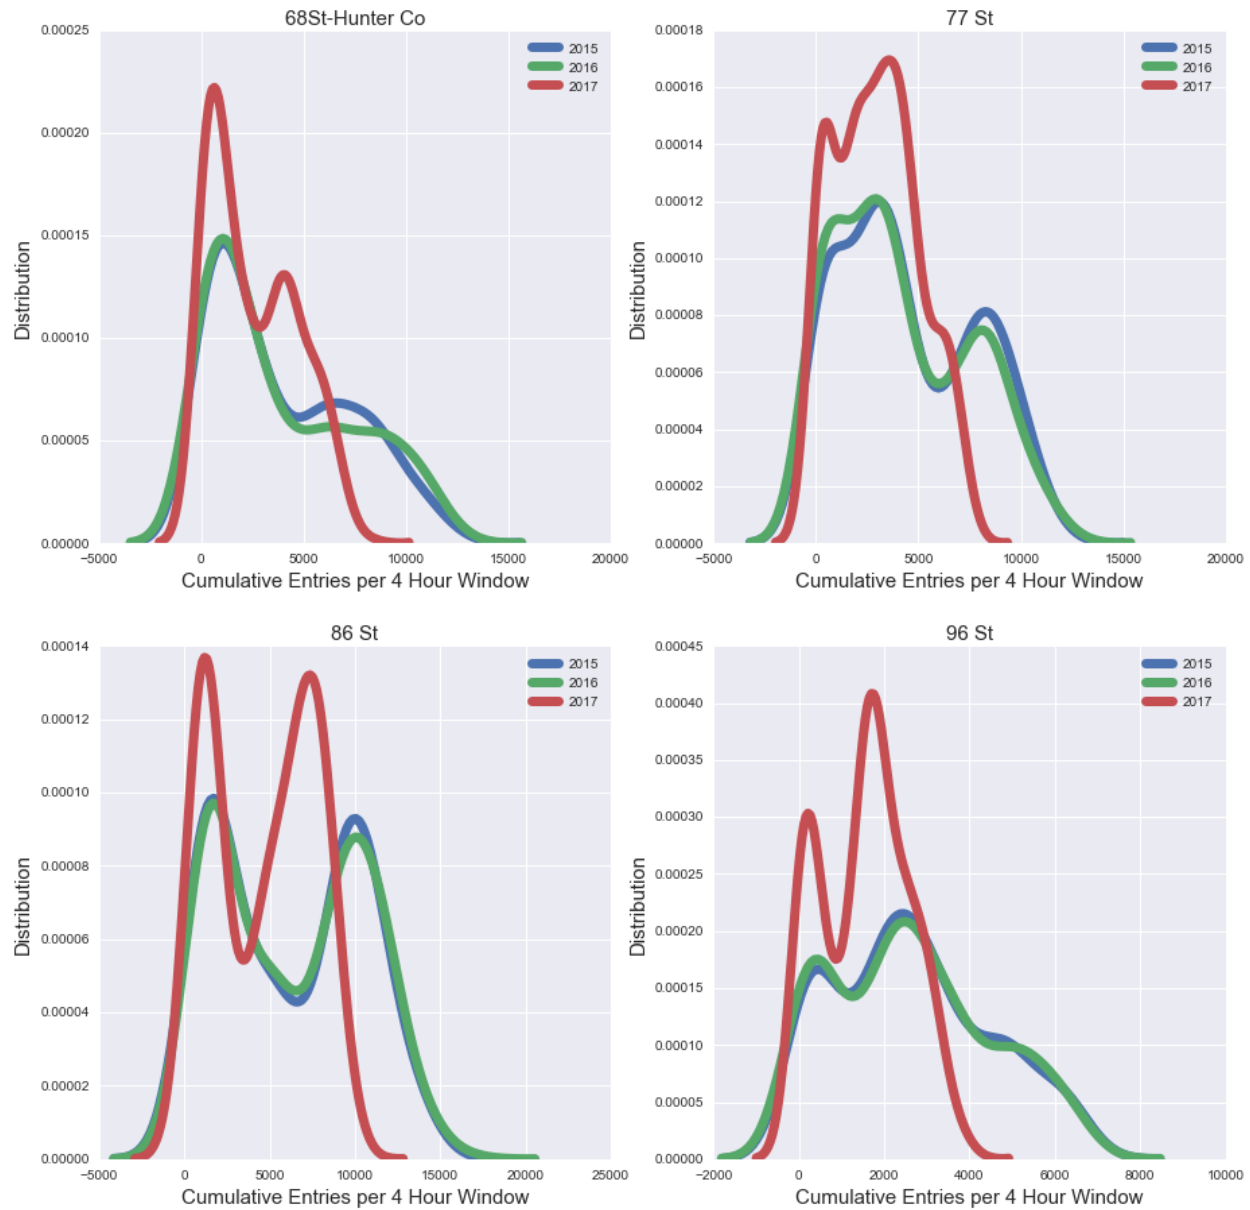 68St-Hunter Co
0.00025
0.00020
0.00015
0.00010
0.00005
0.00000
Distribution
2015
2016
2017
−5000 0 5000 10000 15000 20000
Cumulative Entries per 4 Hour Window
77 St
0.00018
0.00016
0.00014
0.00012
0.00010
0.00008
0.00006
0.00004
0.00002
0.00000
Distribution
2015
2016
2017
−5000 0 5000 10000 15000 20000
Cumulative Entries per 4 Hour Window
86 St
0.00014
0.00012
0.00010
0.00008
0.00006
0.00004
0.00002
0.00000
Distribution
2015
2016
2017
−5000 0 5000 10000 15000 20000 25000
Cumulative Entries per 4 Hour Window
96 St
0.00045
0.00040
0.00035
0.00030
0.00025
0.00020
0.00015
0.00010
0.00005
0.00000
Distribution
2015
2016
2017
−2000 0 2000 4000 6000 8000 10000
Cumulative Entries per 4 Hour Window